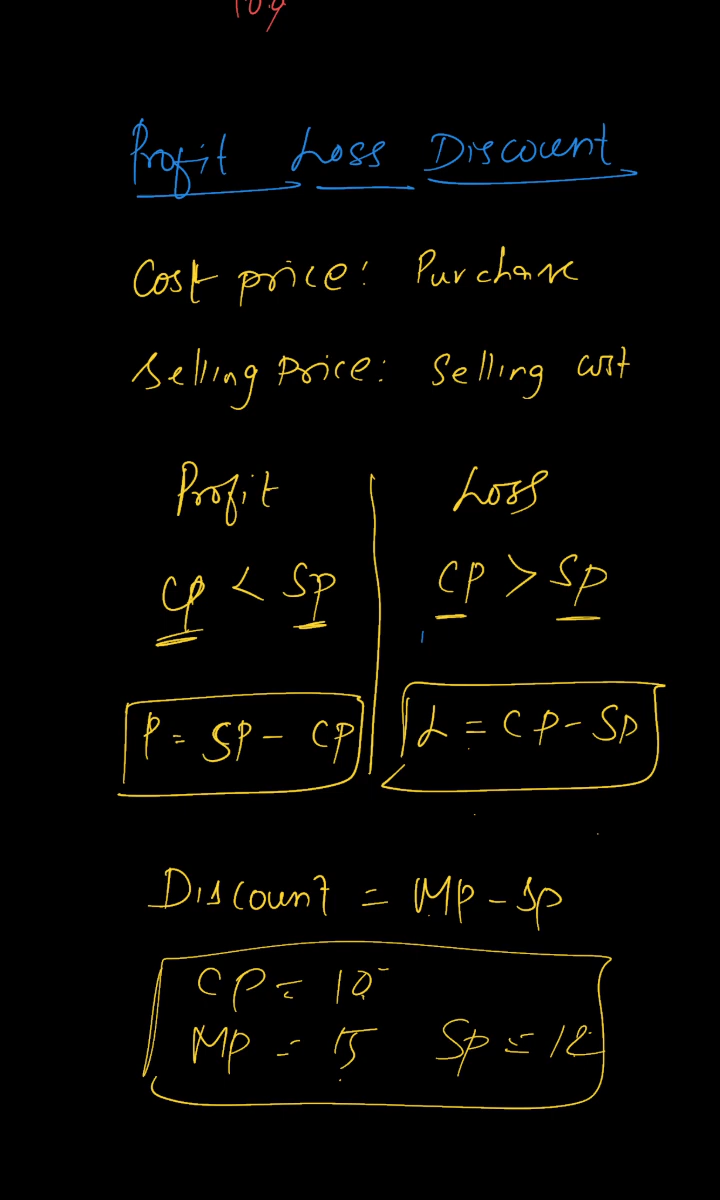 Profit Loss Discount
Cost price: Purchase
Selling Price: Selling cost
Profit Loss
CP < SP CP > SP
P = SP - CP L = CP - SP
Discount = MP - SP
CP = 10
MP = 15 SP = 12